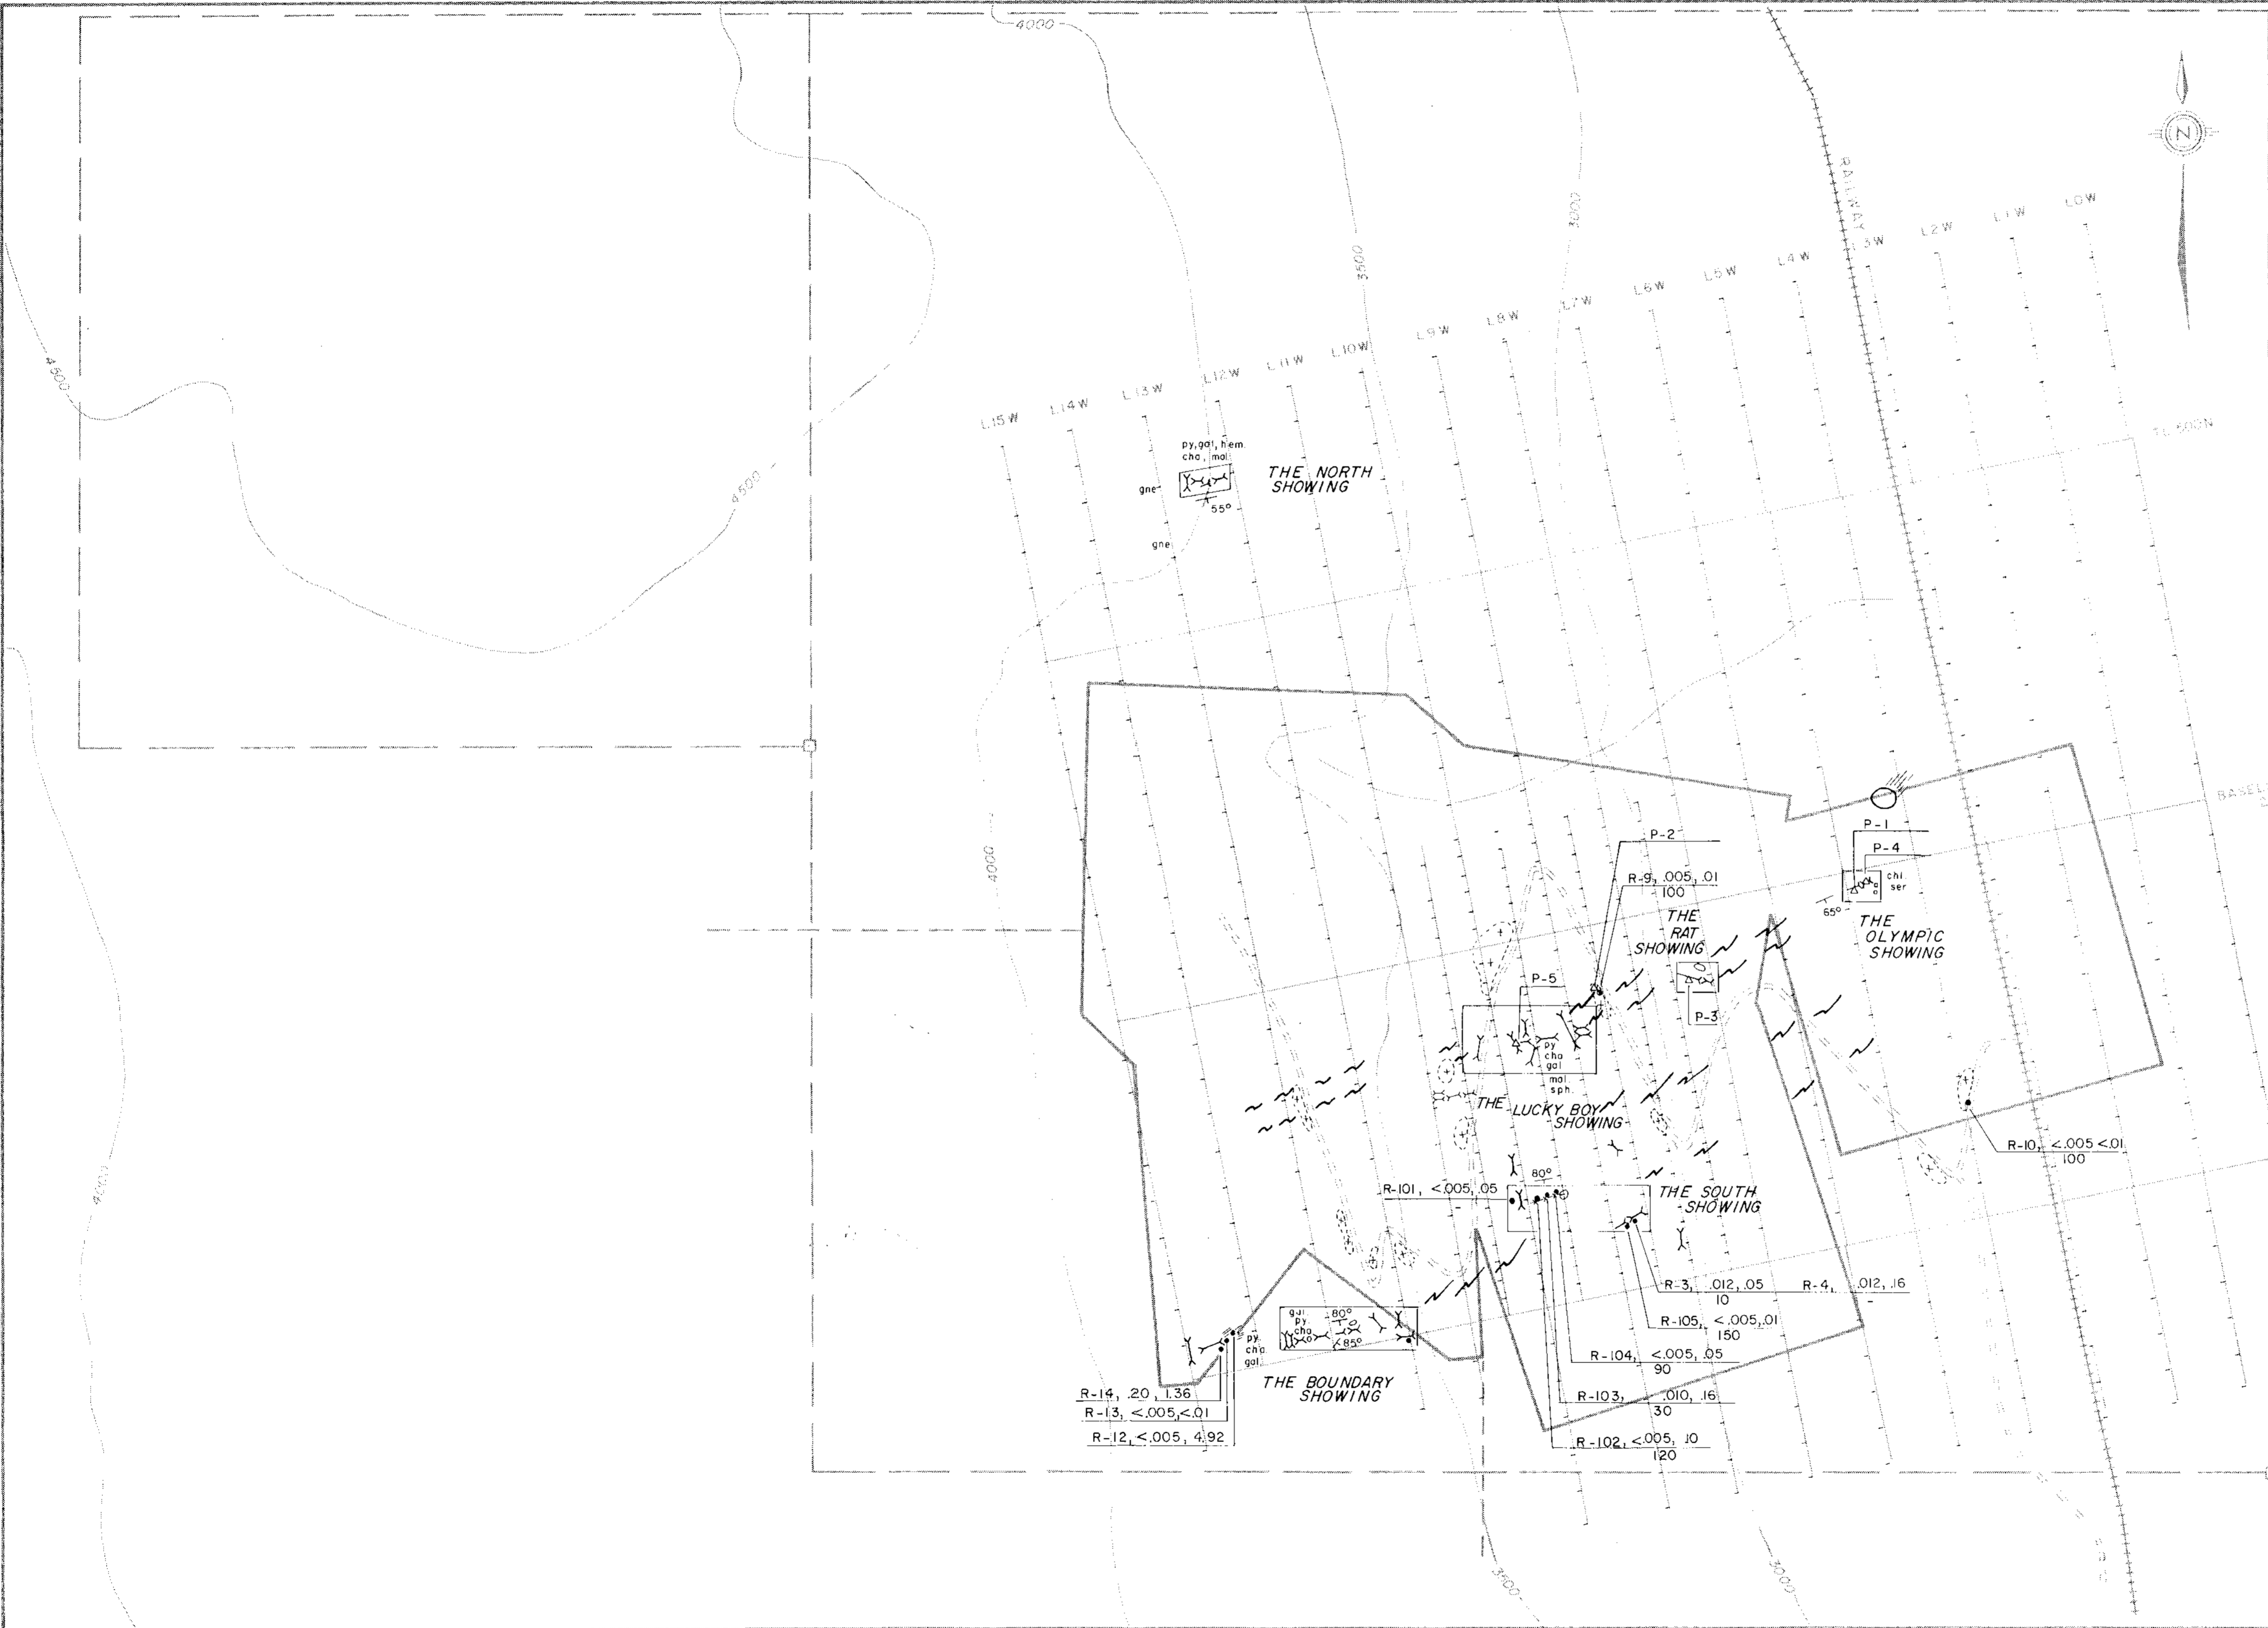 4000
N
RAILWAY
3000
3500
L15W
L14W
L13W
L12W
L11W
L10W
L9W
L8W
L7W
L6W
L5W
L4W
L3W
L2W
L1W
L0W
4500
4500
TL 600N
py, gal, hem.
cha, mal.
THE NORTH
SHOWING
gne
55°
gne
BASEL
P-2
P-1
P-4
chl
ser
65°
THE
OLYMPIC
SHOWING
4000
R-9, .005, .01
100
THE
RAT
SHOWING
P-5
P-3
py
cha
gal
mal.
sph.
THE LUCKY BOY
SHOWING
R-10, <.005 <.01
100
4000
80°
R-101, <.005, .05
-
THE SOUTH
SHOWING
R-3, .012, .05
10
R-4, .012, .16
-
R-105, <.005, .01
150
R-104, <.005, .05
90
R-103, .010, .16
30
R-102, <.005, .10
120
gal.
py
cha
80°
85°
py.
cha.
gal.
THE BOUNDARY
SHOWING
R-14, .20, 1.36
R-13, <.005, <.01
R-12, <.005, 4.92
3500
3000